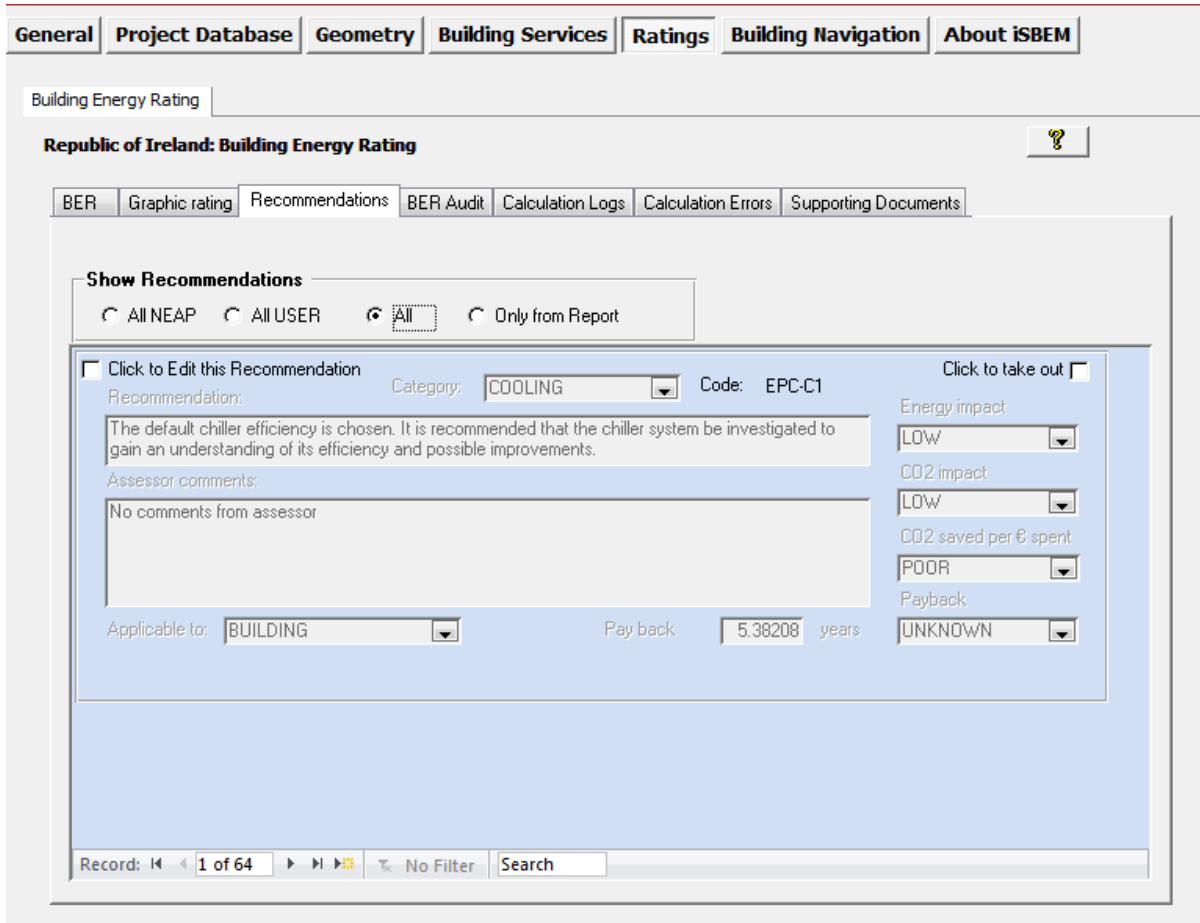 General Project Database Geometry Building Services Ratings Building Navigation About iSBEM
Building Energy Rating
Republic of Ireland: Building Energy Rating
?
BER Graphic rating Recommendations BER Audit Calculation Logs Calculation Errors Supporting Documents
Show Recommendations
All NEAP All USER All Only from Report
Click to Edit this Recommendation Click to take out
Category: COOLING Code: EPC-C1
Recommendation:
The default chiller efficiency is chosen. It is recommended that the chiller system be investigated to
gain an understanding of its efficiency and possible improvements.
Energy impact
LOW
Assessor comments:
No comments from assessor
CO2 impact
LOW
CO2 saved per € spent
POOR
Payback
Applicable to: BUILDING Pay back 5.38208 years UNKNOWN
Record: 1 of 64 No Filter Search